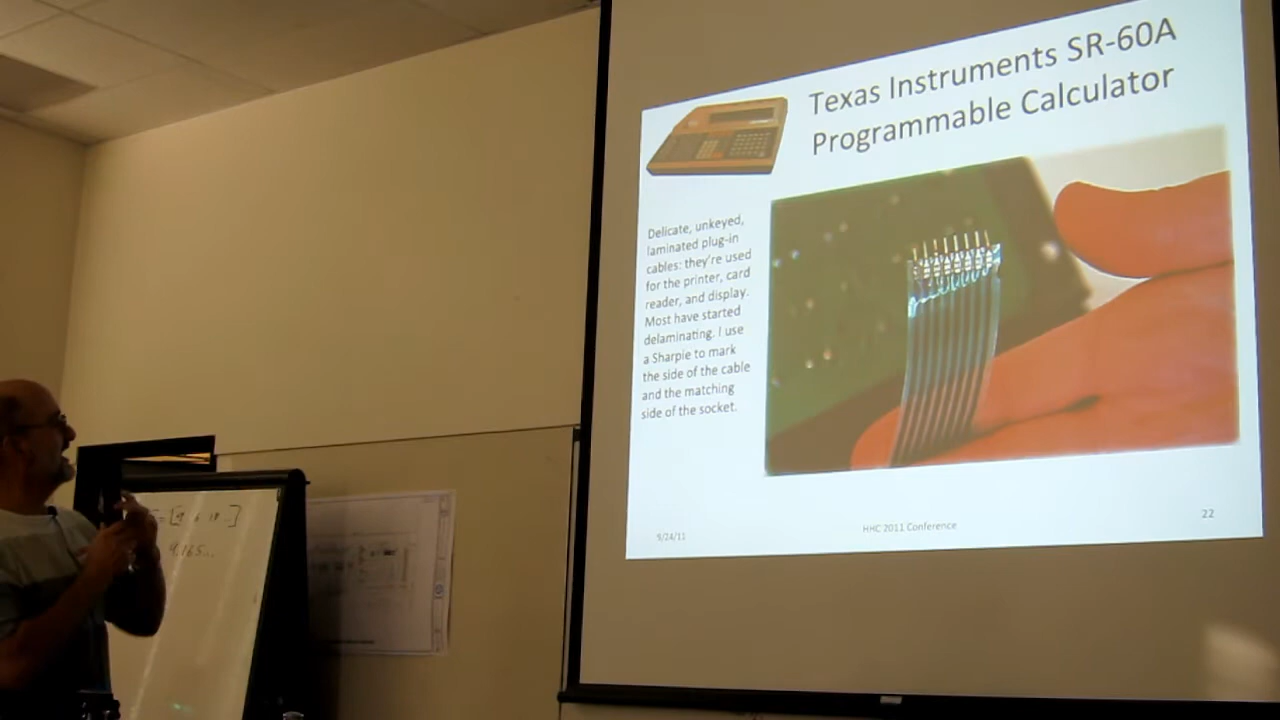 Texas Instruments SR-60A
Programmable Calculator
Delicate, unkeyed,
laminated plug-in
cables: they're used
for the printer, card
reader, and display.
Most have started
delaminating. I use
a Sharpie to mark
the side of the cable
and the matching
side of the socket.
9/24/11
HHC 2011 Conference
22